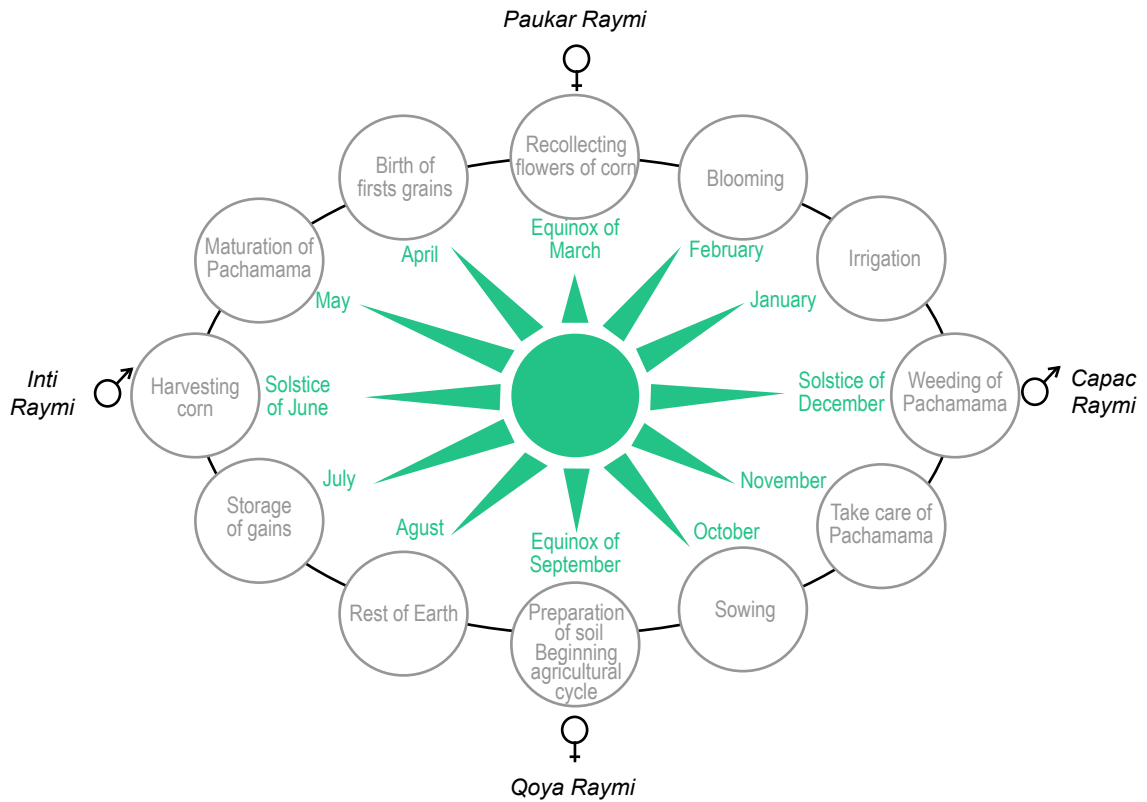 Paukar Raymi
Recollecting
flowers of corn
Birth of
firsts grains
Blooming
Maturation of
Pachamama
Irrigation
Equinox of
March
April
February
May
January
Inti
Raymi
Harvesting
corn
Solstice
of June
Solstice of
December
Weeding of
Pachamama
Capac
Raymi
July
November
Storage
of gains
Take care of
Pachamama
Agust
October
Equinox of
September
Rest of Earth
Preparation
of soil
Beginning
agricultural
cycle
Sowing
Qoya Raymi